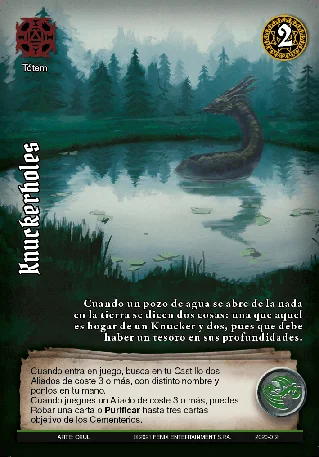 2
Tótem
Knuckerholes
Cuando un pozo de agua se abre de la nada
en la tierra se dicen dos cosas: una que aquel
es hogar de un Knucker y dos, pues que debe
haber un tesoro en sus profundidades.
Cuando entra en juego, busca en tu Castillo dos
Aliados de coste 3 o más, con distinto nombre y
ponlos en tu mano.
Cuando juegues un Aliado de coste 3 o más, puedes
Robar una carta o Purificar hasta tres cartas
objetivo de los Cementerios.
ARTE:
FENIX ENTERTAINMENT S.P.A.